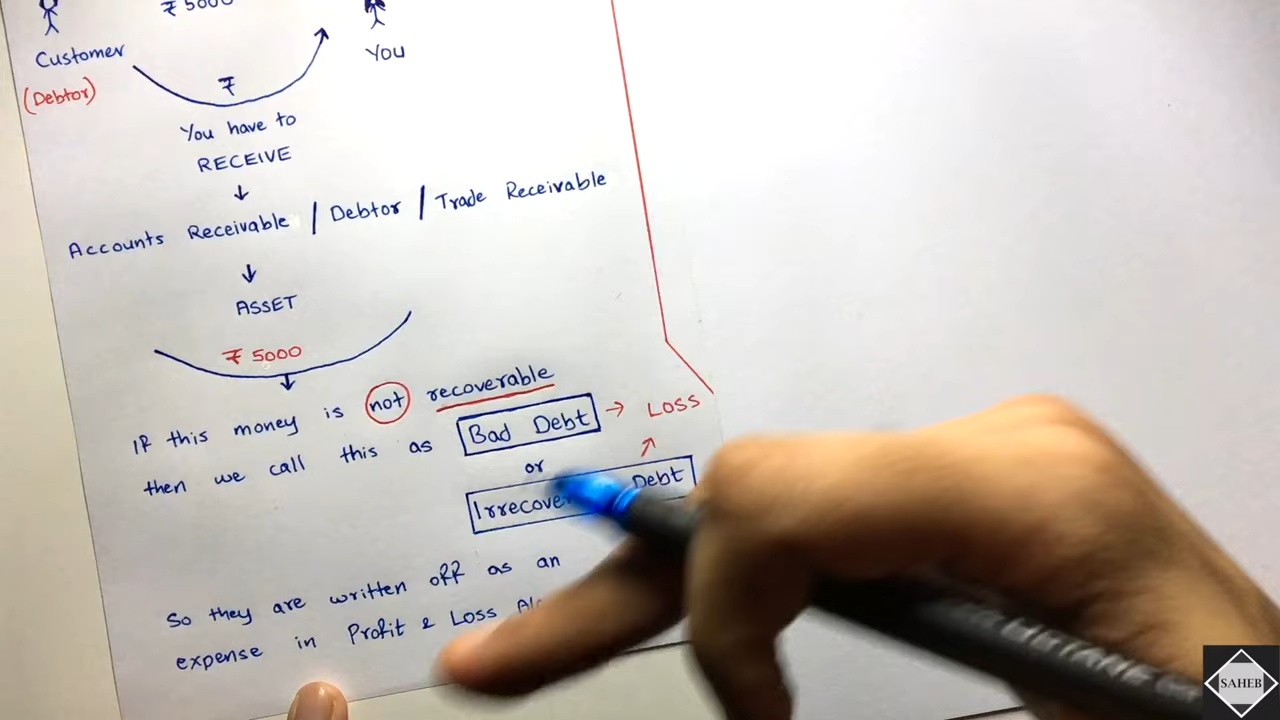 ₹ 5000
Customer
YOU
(Debtor)
₹
You have to
RECEIVE
Accounts Receivable / Debtor / Trade Receivable
ASSET
₹ 5000
If this money is not recoverable
then we call this as Bad Debt → LOSS
or
Debt
So they are written off as an
expense in Profit & Loss
SAHEB